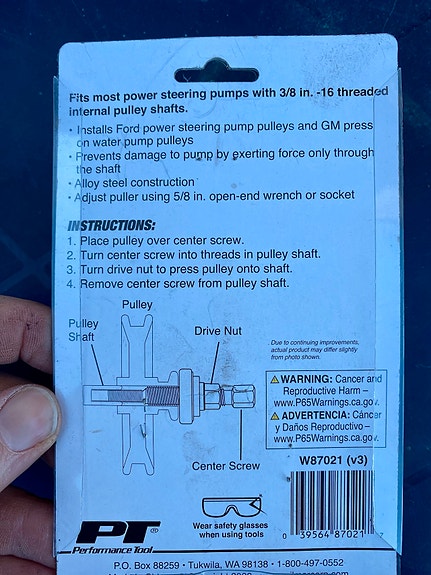 Fits most power steering pumps with 3/8 in. -16 threaded
internal pulley shafts.
• Installs Ford power steering pump pulleys and GM press
on water pump pulleys
• Prevents damage to pump by exerting force only through
the shaft
• Alloy steel construction
• Adjust puller using 5/8 in. open-end wrench or socket
INSTRUCTIONS:
1. Place pulley over center screw.
2. Turn center screw into threads in pulley shaft.
3. Turn drive nut to press pulley onto shaft.
4. Remove center screw from pulley shaft.
Pulley
Pulley
Shaft
Drive Nut
Center Screw
Due to continuing improvements,
actual product may differ slightly
from photo shown.
WARNING: Cancer and
Reproductive Harm –
www.P65Warnings.ca.gov.
ADVERTENCIA: Cáncer
y Daños Reproductivo –
www.P65Warnings.ca.gov.
W87021 (v3)
0 39564 87021 7
Wear safety glasses
when using tools
PT®
Performance Tool®
P.O. Box 88259 • Tukwila, WA 98138 • 1-800-497-0552